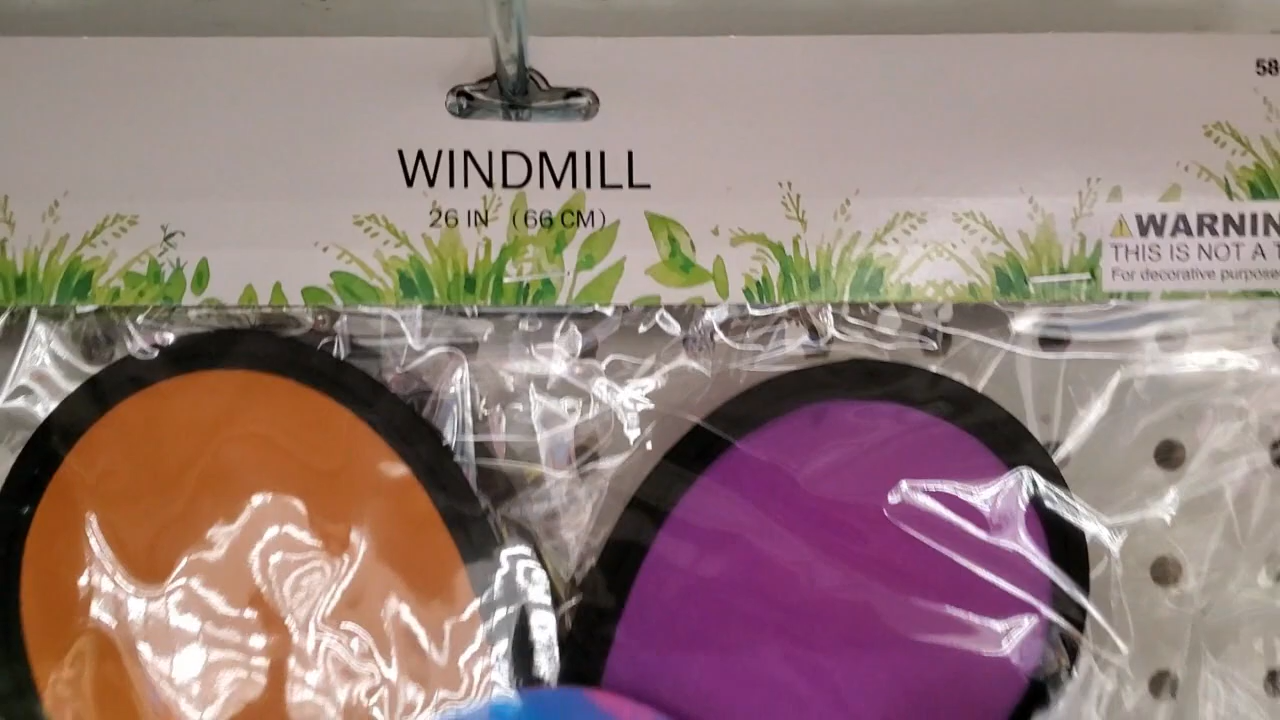 58
WINDMILL
26 IN (66 CM)
WARNIN
THIS IS NOT A T
For decorative purpose